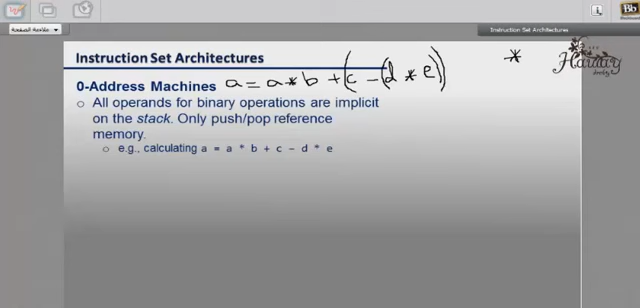 Instruction Set Architectures
Instruction Set Architectures
*
0-Address Machines a = a * b + (c - (d * e))
All operands for binary operations are implicit
on the stack. Only push/pop reference
memory.
e.g., calculating a = a * b + c – d * e
Bb